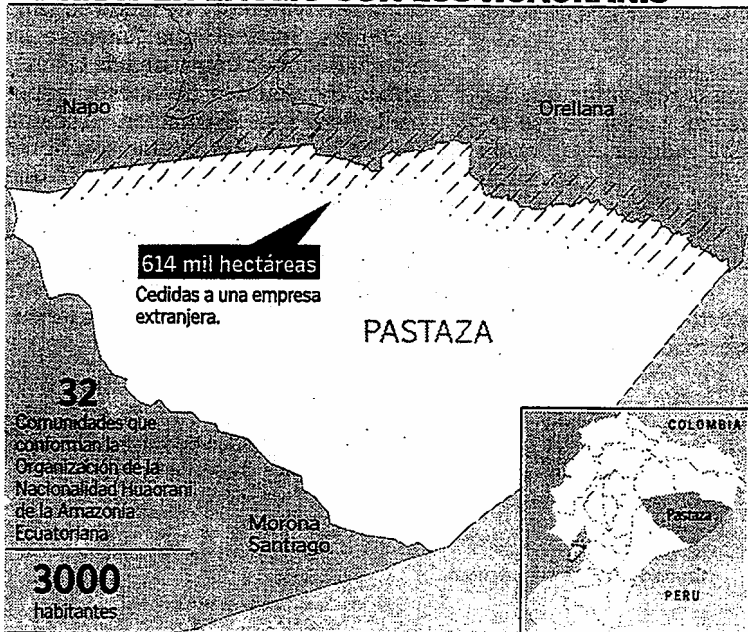 Napo
Orellana
614 mil hectáreas
Cedidas a una empresa
extranjera.
PASTAZA
32
Comunidades que
conforman la
Organización de la
Nacionalidad Huaorani
de la Amazonia
Ecuatoriana
Morona
Santiago
3000
habitantes
COLOMBIA
Pastaza
PERU